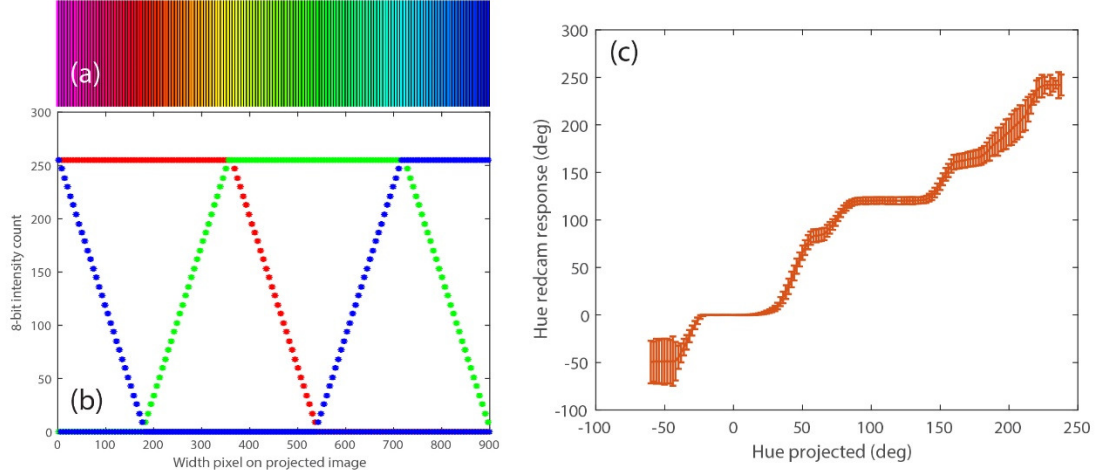 (a)
300
250
200
150
100
50
0
8-bit intensity count
(b)
0 100 200 300 400 500 600 700 800 900
Width pixel on projected image
(c)
300
250
200
150
100
50
0
-50
-100
Hue redcam response (deg)
-100 -50 0 50 100 150 200 250
Hue projected (deg)